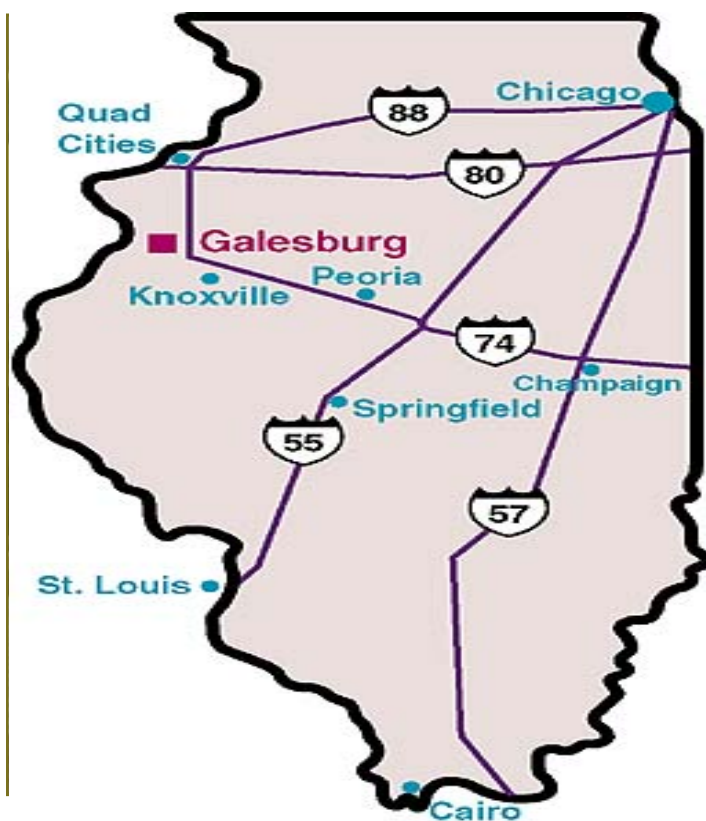 Chicago
88
Quad
Cities
80
Galesburg
Peoria
Knoxville
74
Champaign
Springfield
55
57
St. Louis
Cairo